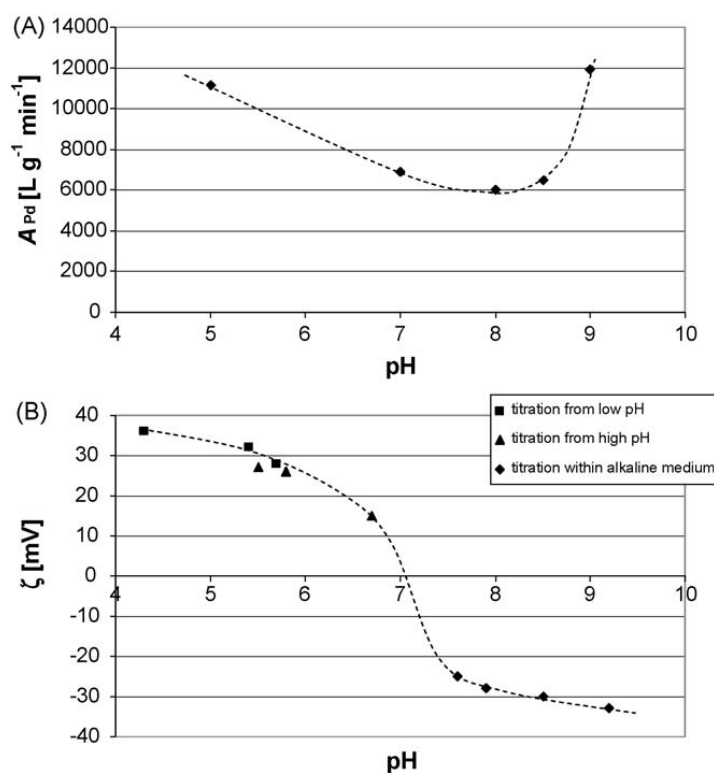 (A)
14000
12000
10000
8000
6000
4000
2000
0
A Pd [L g-1 min-1]
4 5 6 7 8 9 10
pH
(B)
titration from low pH
titration from high pH
titration within alkaline medium
40
30
20
10
0
-10
-20
-30
-40
ζ [mV]
4 5 6 7 8 9 10
pH